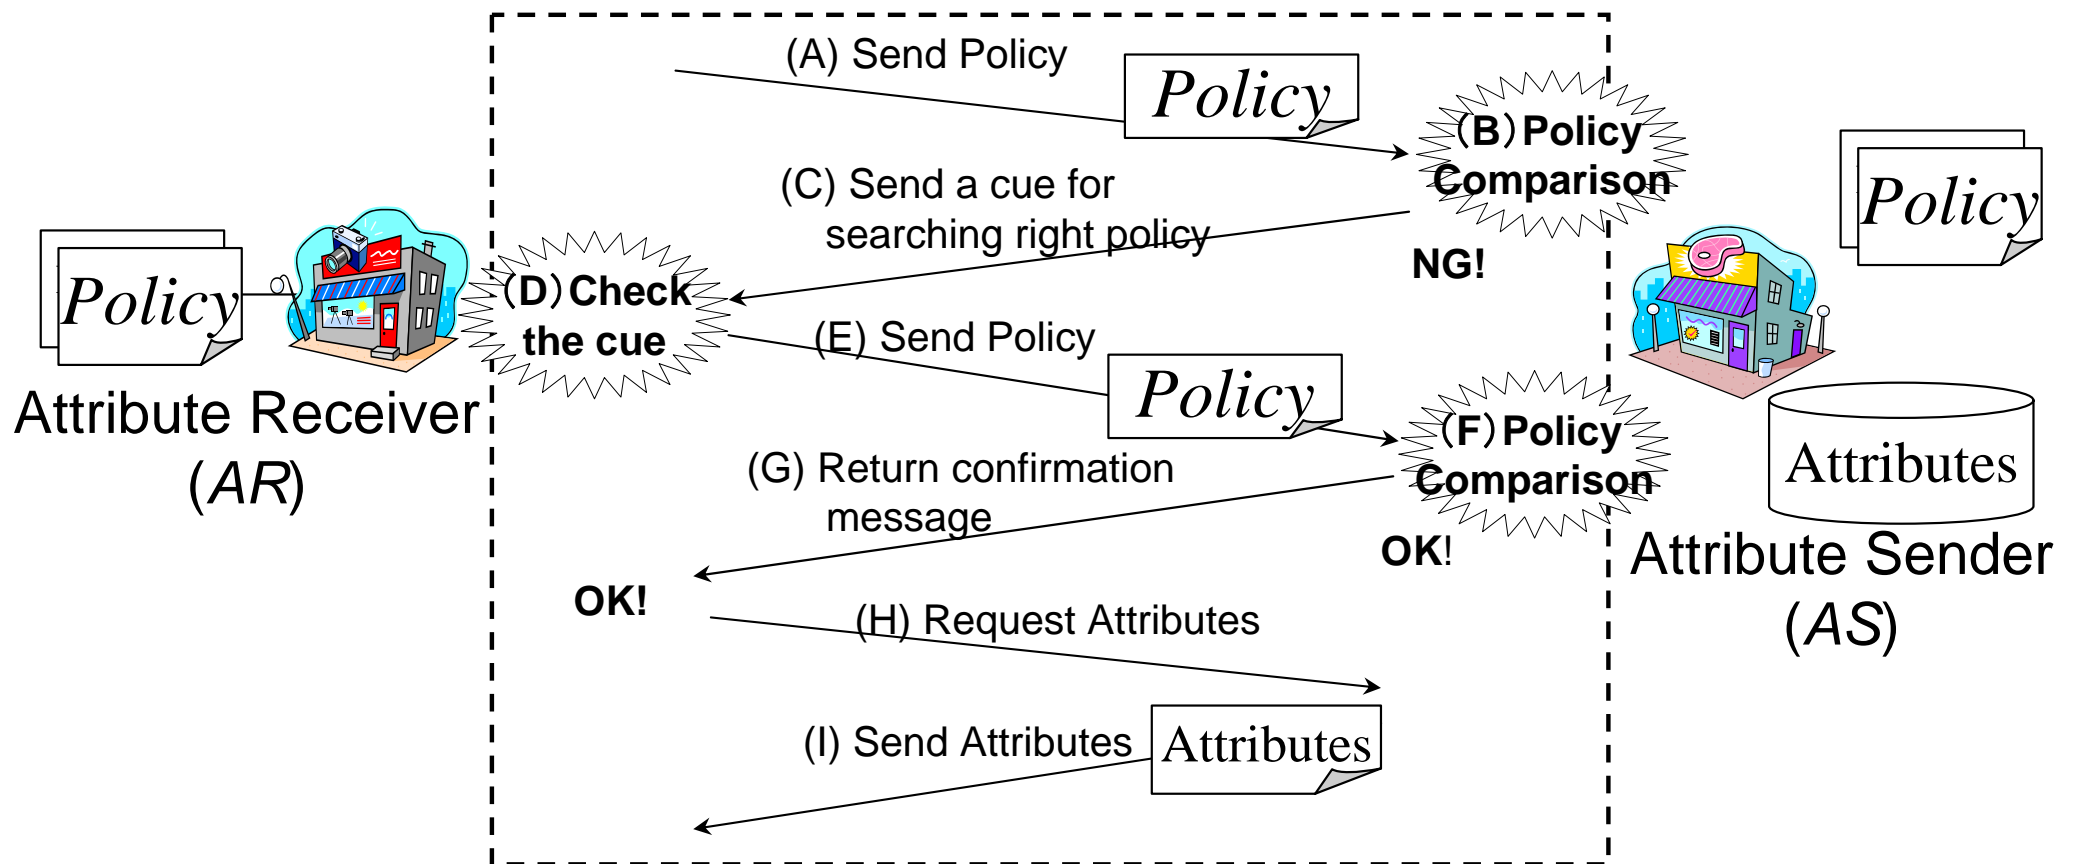 (A) Send Policy
Policy
(B) Policy
Comparison
Policy
(C) Send a cue for
searching right policy
NG!
Policy
(D) Check
the cue
(E) Send Policy
Policy
Attribute Receiver
(AR)
(F) Policy
Comparison
Attributes
(G) Return confirmation
message
OK!
Attribute Sender
(AS)
OK!
(H) Request Attributes
(I) Send Attributes
Attributes